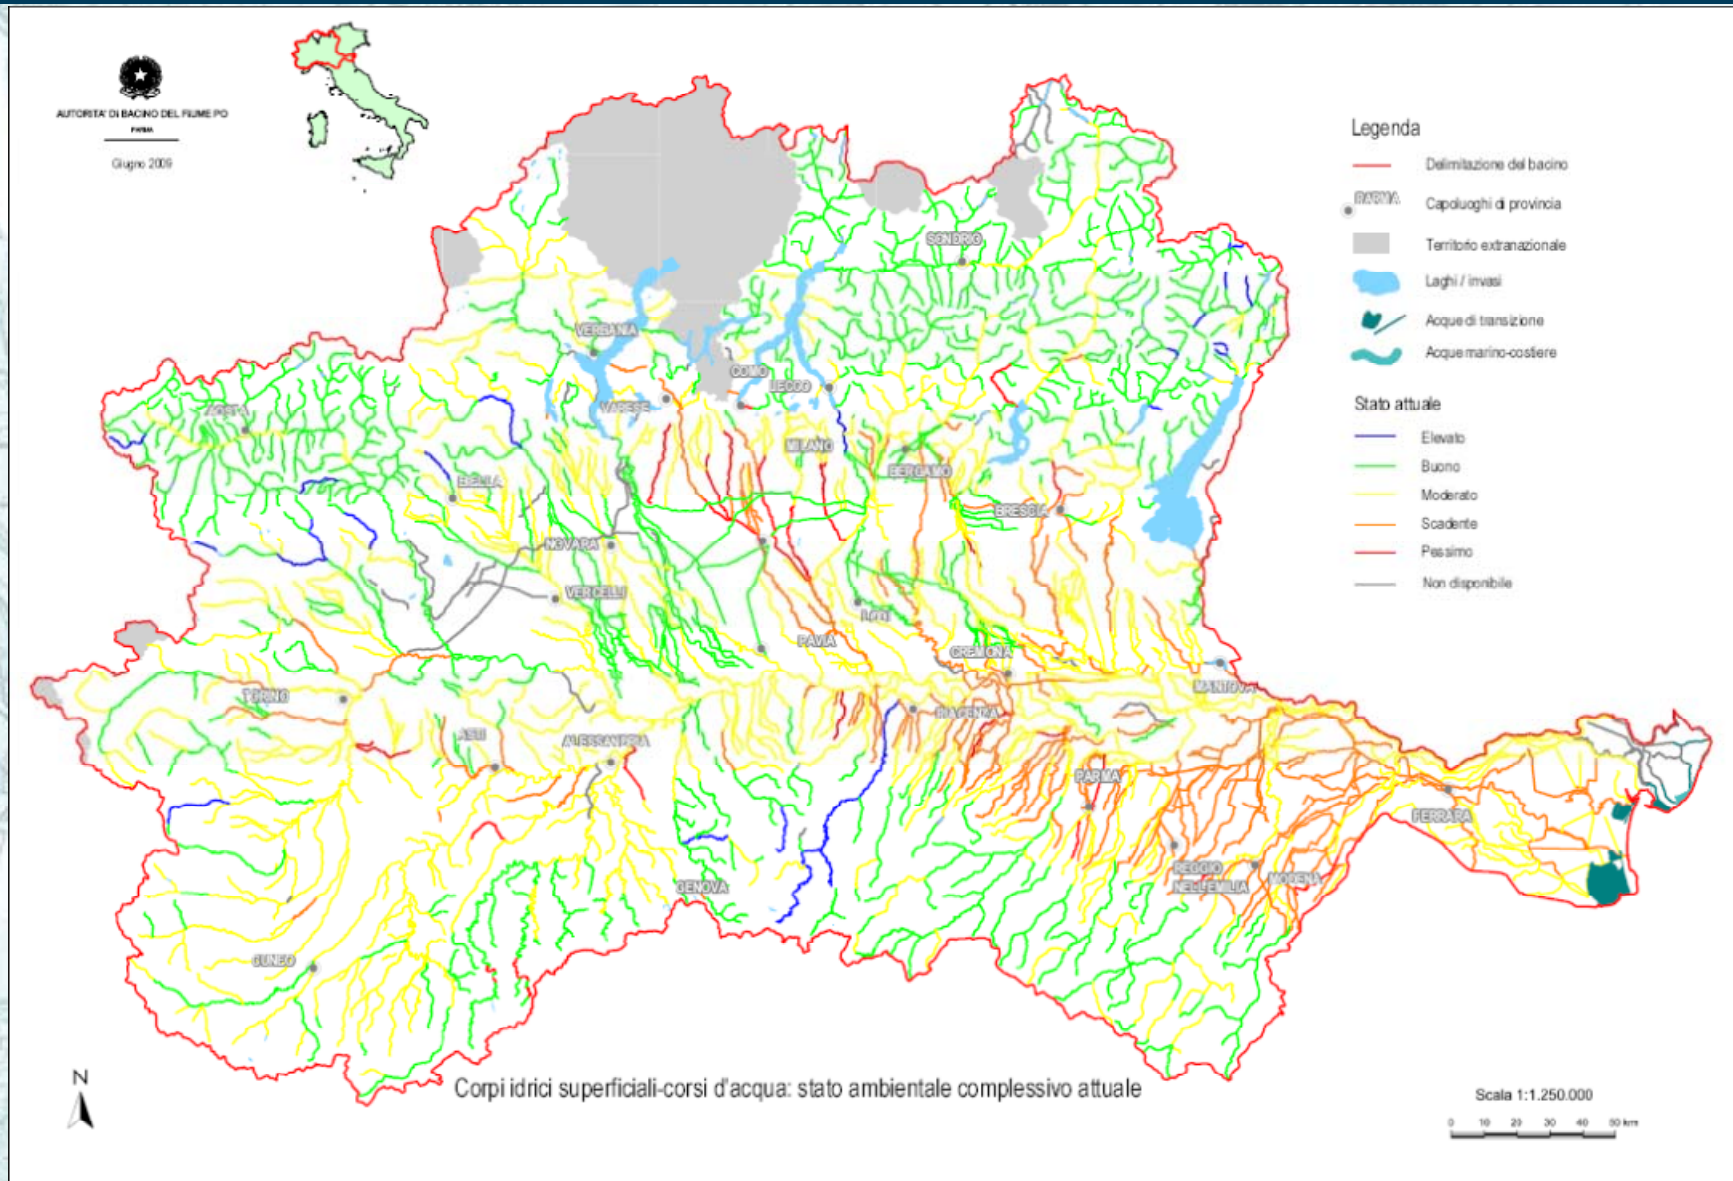 AUTORITA' DI BACINO DEL FIUME PO
PARMA
Giugno 2009
Legenda
Delimitazione del bacino
PARMA
Capoluoghi di provincia
Territorio extranazionale
Laghi / invasi
Acque di transizione
Acque marino-costiere
Stato attuale
Elevato
Buono
Moderato
Scadente
Pessimo
Non disponibile
SONDRIO
VERBANIA
COMO
LECCO
VARESE
AOSTA
MILANO
BERGAMO
BIELLA
BRESCIA
NOVARA
VERCELLI
LODI
PAVIA
CREMONA
MANTOVA
TORINO
PIACENZA
ASTI
ALESSANDRIA
PARMA
FERRARA
REGGIO
NELL'EMILIA
MODENA
GENOVA
CUNEO
N
Corpi idrici superficiali-corsi d'acqua: stato ambientale complessivo attuale
Scala 1:1.250.000
0 10 20 30 40 50 km